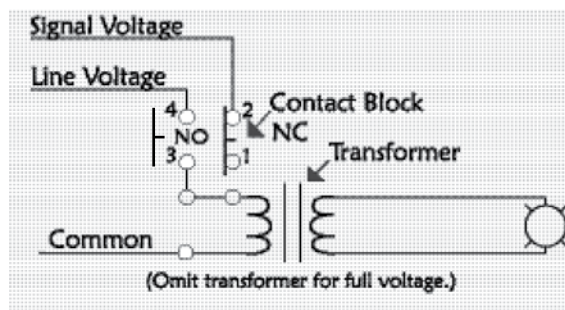 Signal Voltage
Line Voltage
4 2 Contact Block
NO NC
3 1 Transformer
Common
(Omit transformer for full voltage.)